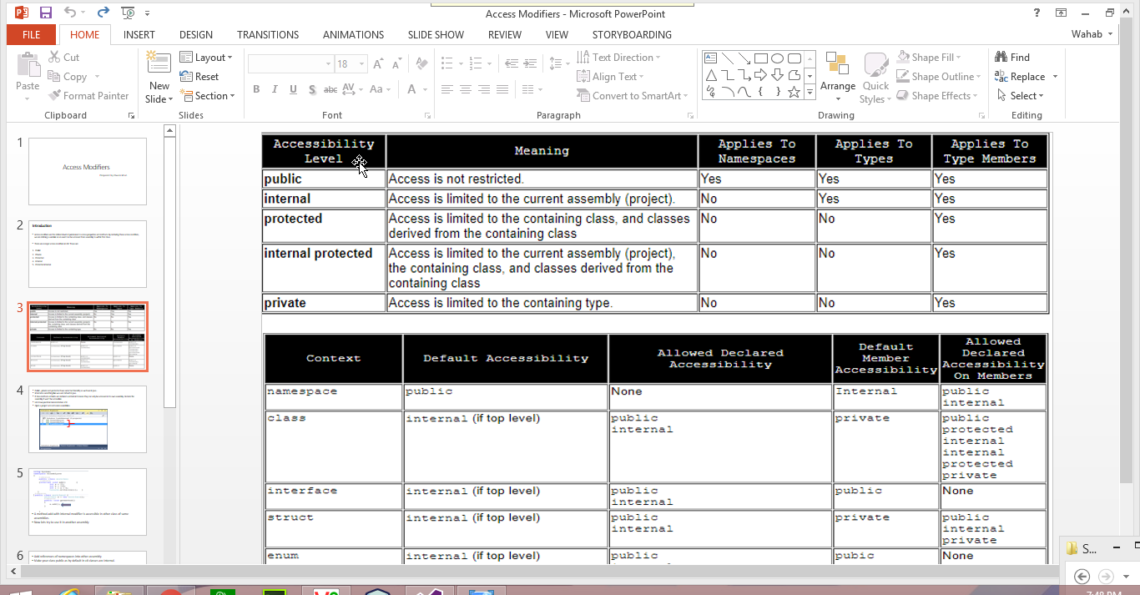 Access Modifiers - Microsoft PowerPoint
?
FILE HOME INSERT DESIGN TRANSITIONS ANIMATIONS SLIDE SHOW REVIEW VIEW STORYBOARDING Wahab
Paste
Cut
Copy
Format Painter
Clipboard
New
Slide
Layout
Reset
Section
Slides
18
B I U S abc AV Aa A
Font
Text Direction
Align Text
Convert to SmartArt
Paragraph
Arrange
Quick
Styles
Shape Fill
Shape Outline
Shape Effects
Drawing
Find
Replace
Select
Editing
1
Access Modifiers
2
Introduction
3
4
5
6
Accessibility
Level
Meaning
Applies To
Namespaces
Applies To
Types
Applies To
Type Members
public
Access is not restricted.
Yes
Yes
Yes
internal
Access is limited to the current assembly (project).
No
Yes
Yes
protected
Access is limited to the containing class, and classes
derived from the containing class
No
No
Yes
internal protected
Access is limited to the current assembly (project),
the containing class, and classes derived from the
containing class
No
No
Yes
private
Access is limited to the containing type.
No
No
Yes
Context
Default Accessibility
Allowed Declared
Accessibility
Default
Member
Accessibility
Allowed
Declared
Accessibility
On Members
namespace
public
None
Internal
public
internal
class
internal (if top level)
public
internal
private
public
protected
internal
internal
protected
private
interface
internal (if top level)
public
internal
public
None
struct
internal (if top level)
public
internal
private
public
internal
private
enum
internal (if top level)
public
pubic
None
S...